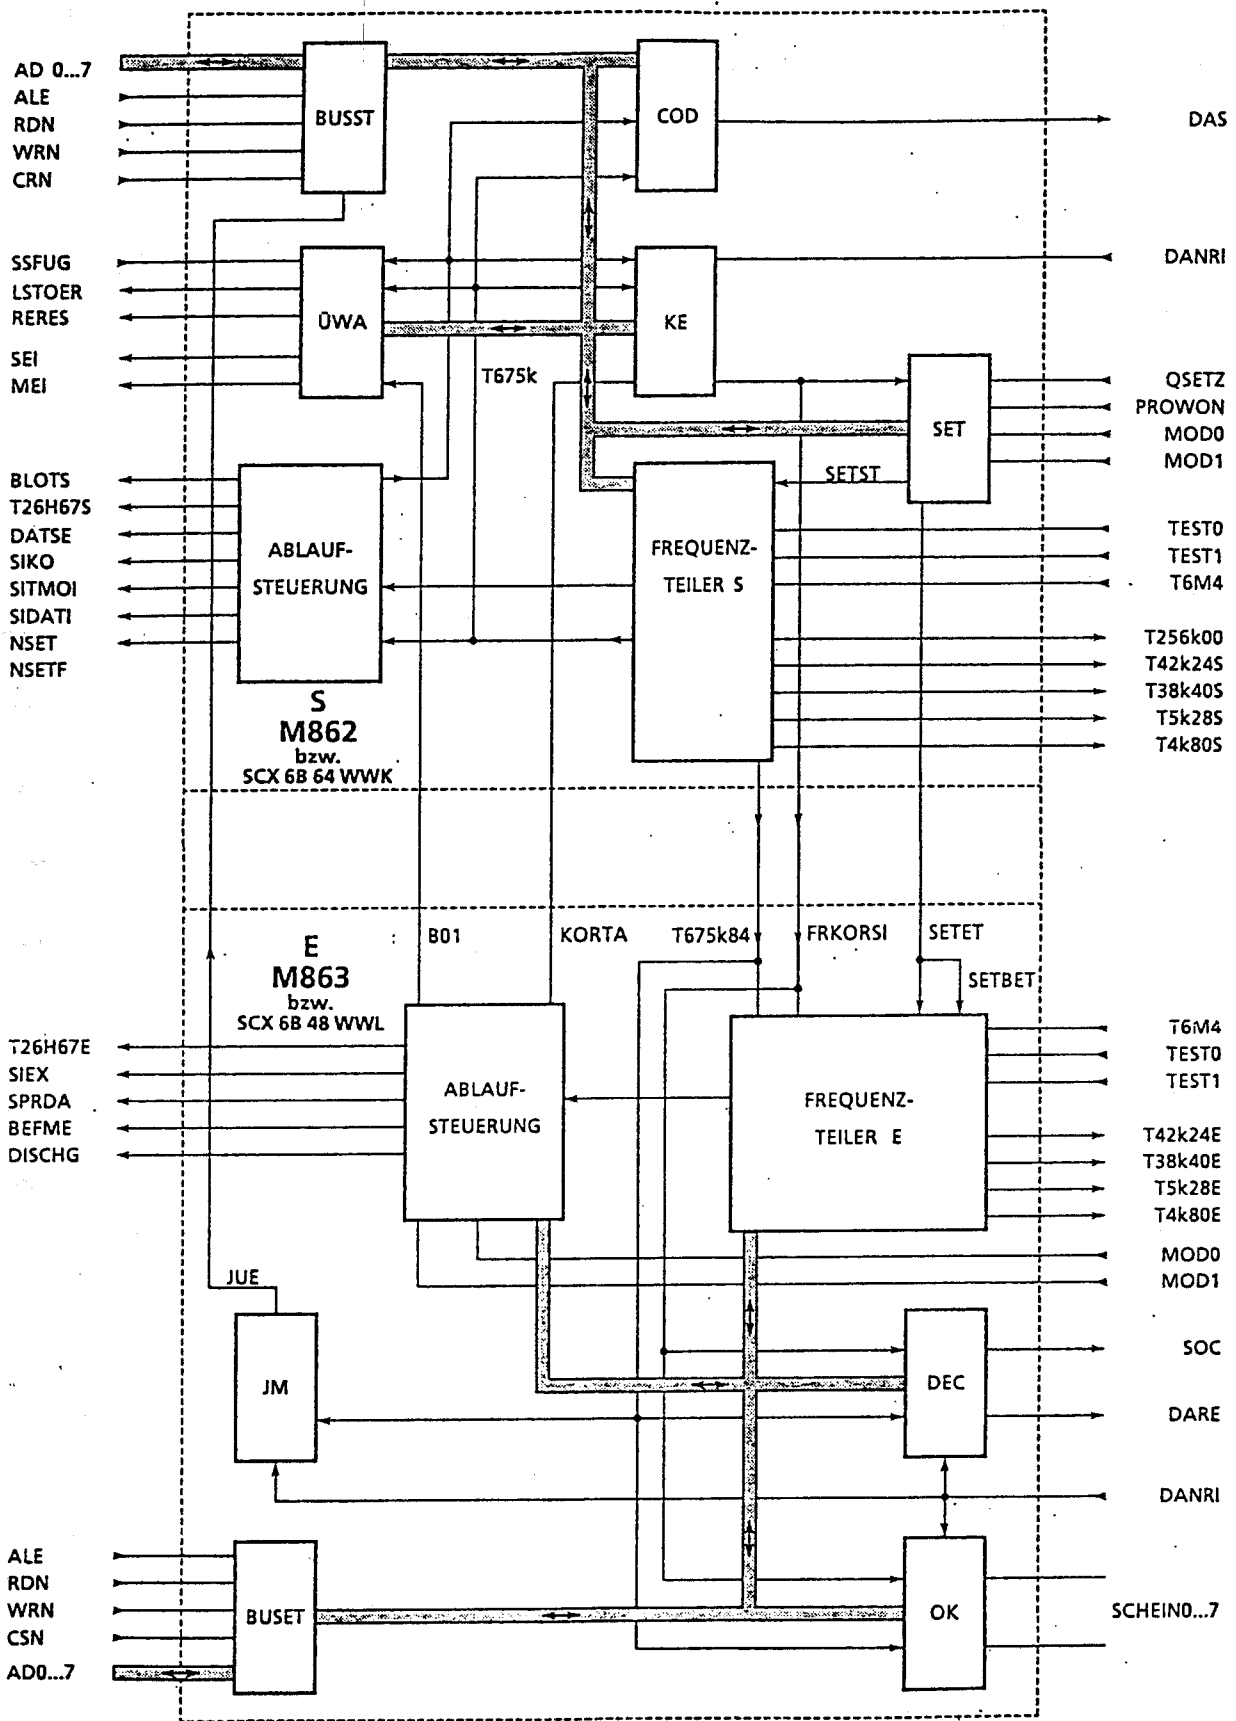 AD 0...7
ALE
RDN
WRN
CRN
BUSST
COD
DAS
SSFUG
LSTOER
RERES
SEI
MEI
ÜWA
KE
DANRI
T675k
QSETZ
PROWON
MOD0
MOD1
SET
SETST
BLOTS
T26H67S
DATSE
SIKO
SITMOI
SIDATI
NSET
NSETF
ABLAUF-
STEUERUNG
FREQUENZ-
TEILER S
TEST0
TEST1
T6M4
T256k00
T42k24S
T38k40S
T5k28S
T4k80S
S
M862
bzw.
SCX 6B 64 WWK
E
M863
bzw.
SCX 6B 48 WWL
B01
KORTA
T675k84
FRKORSI
SETET
SETBET
T26H67E
SIEX
SPRDA
BEFME
DISCHG
ABLAUF-
STEUERUNG
FREQUENZ-
TEILER E
T6M4
TEST0
TEST1
T42k24E
T38k40E
T5k28E
T4k80E
MOD0
MOD1
JUE
JM
DEC
SOC
DARE
DANRI
ALE
RDN
WRN
CSN
AD0...7
BUSET
OK
SCHEIN0...7